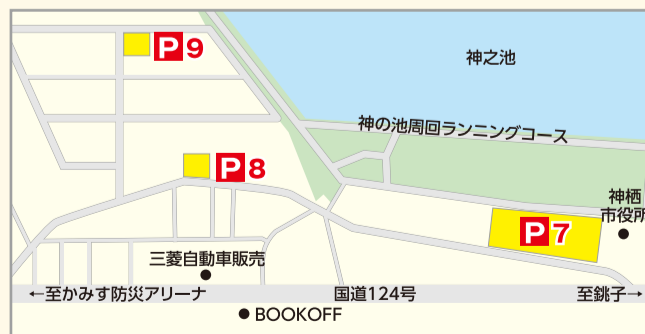 P9
神之池
神の池周回ランニングコース
P8
神栖
市役所
P7
三菱自動車販売
←至かみす防災アリーナ
国道124号
至銚子→
BOOKOFF